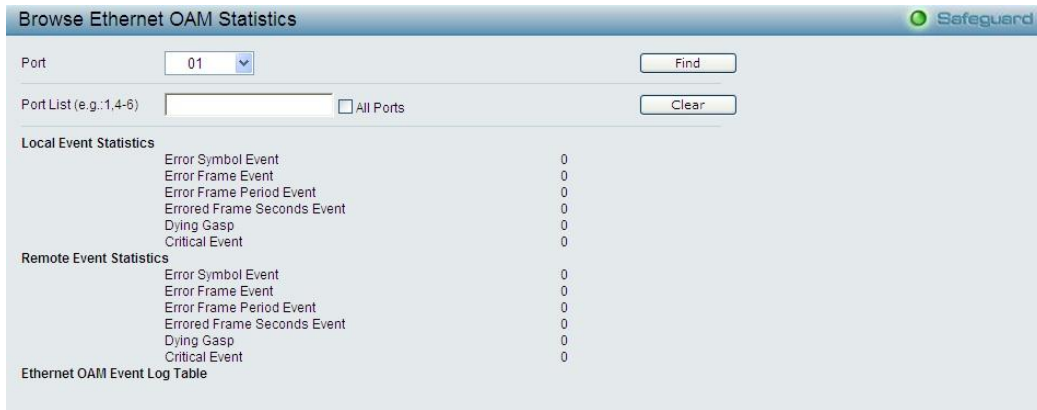 Browse Ethernet OAM Statistics Safeguard
Port 01 Find
Port List (e.g.:1,4-6) All Ports Clear
Local Event Statistics
Error Symbol Event 0
Error Frame Event 0
Error Frame Period Event 0
Errored Frame Seconds Event 0
Dying Gasp 0
Critical Event 0
Remote Event Statistics
Error Symbol Event 0
Error Frame Event 0
Error Frame Period Event 0
Errored Frame Seconds Event 0
Dying Gasp 0
Critical Event 0
Ethernet OAM Event Log Table